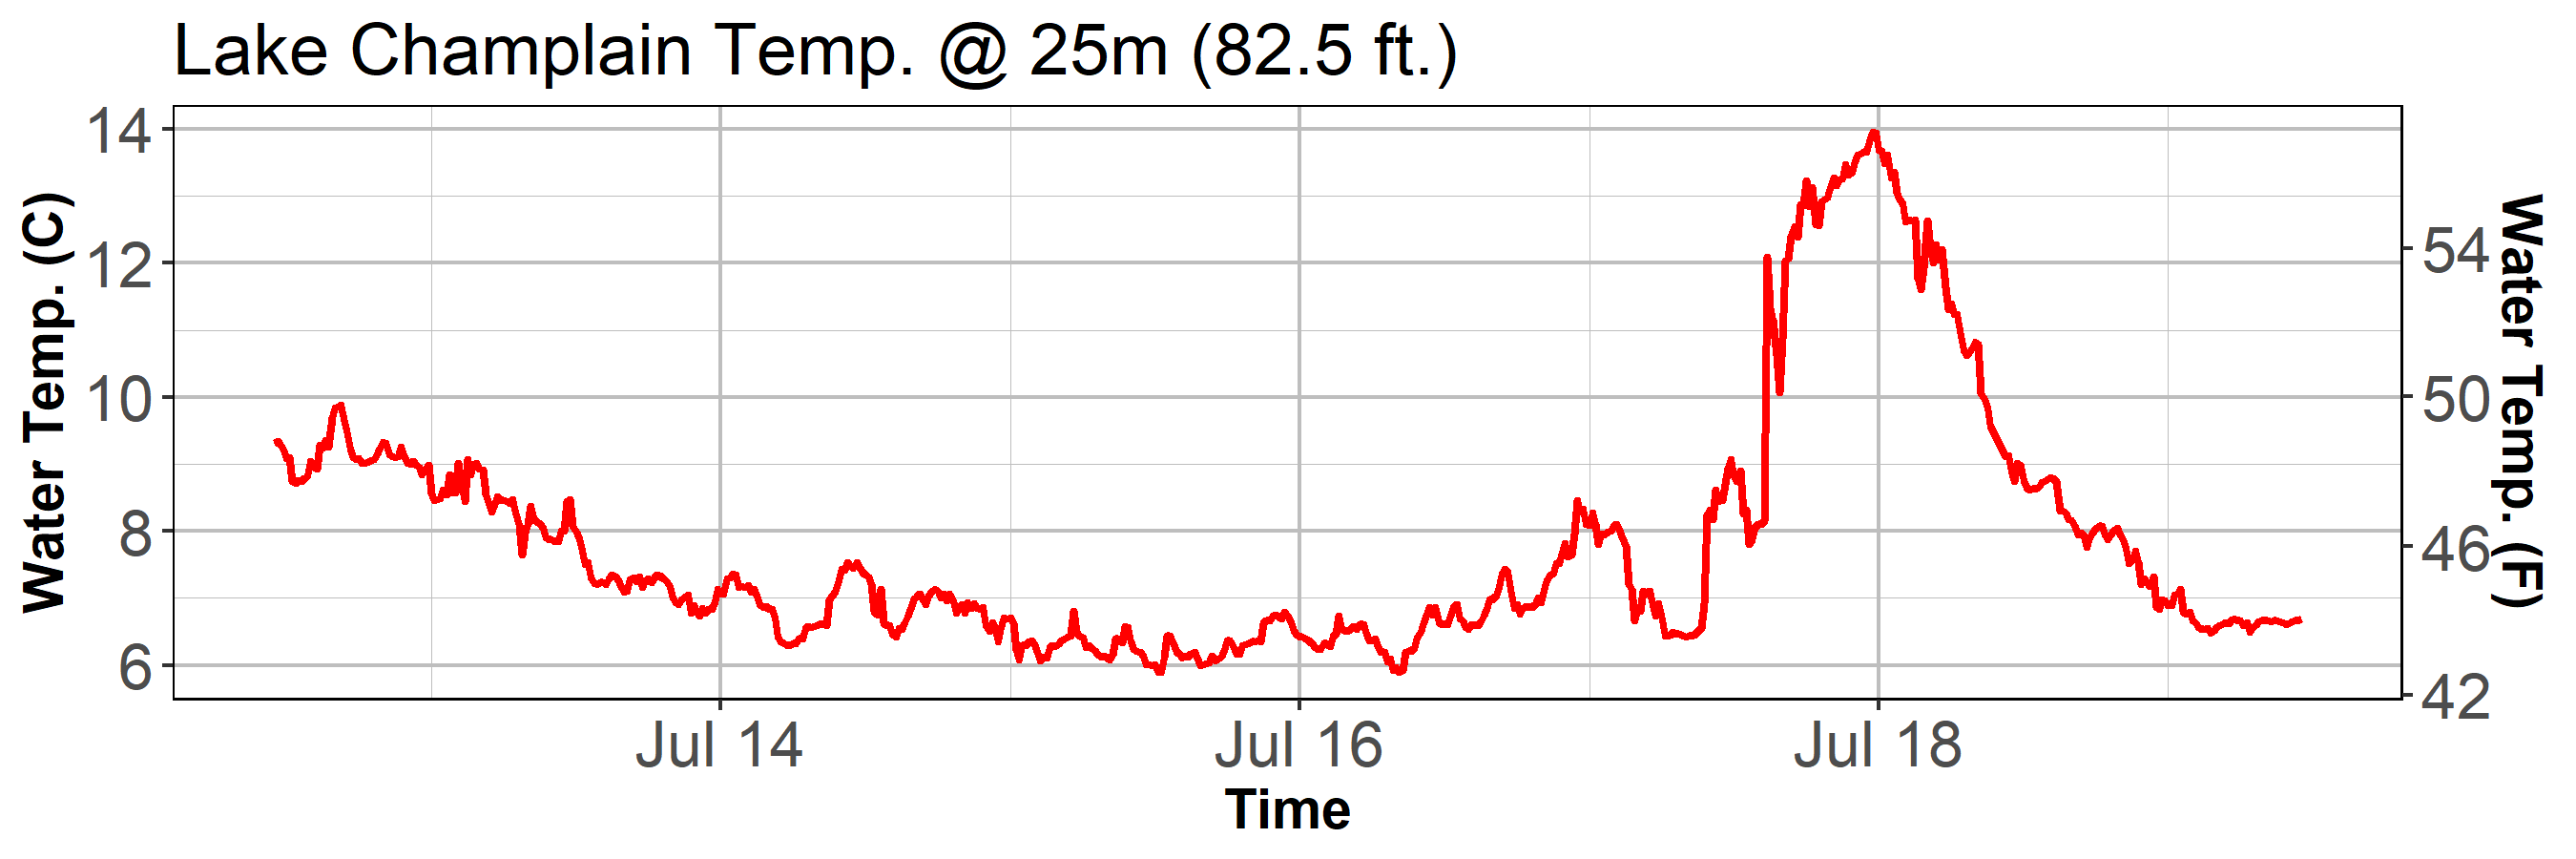 Lake Champlain Temp. @ 25m (82.5 ft.)
Water Temp. (C)
14
12
10
8
6
54
50
46
42
Water Temp. (F)
Jul 14 Jul 16 Jul 18
Time